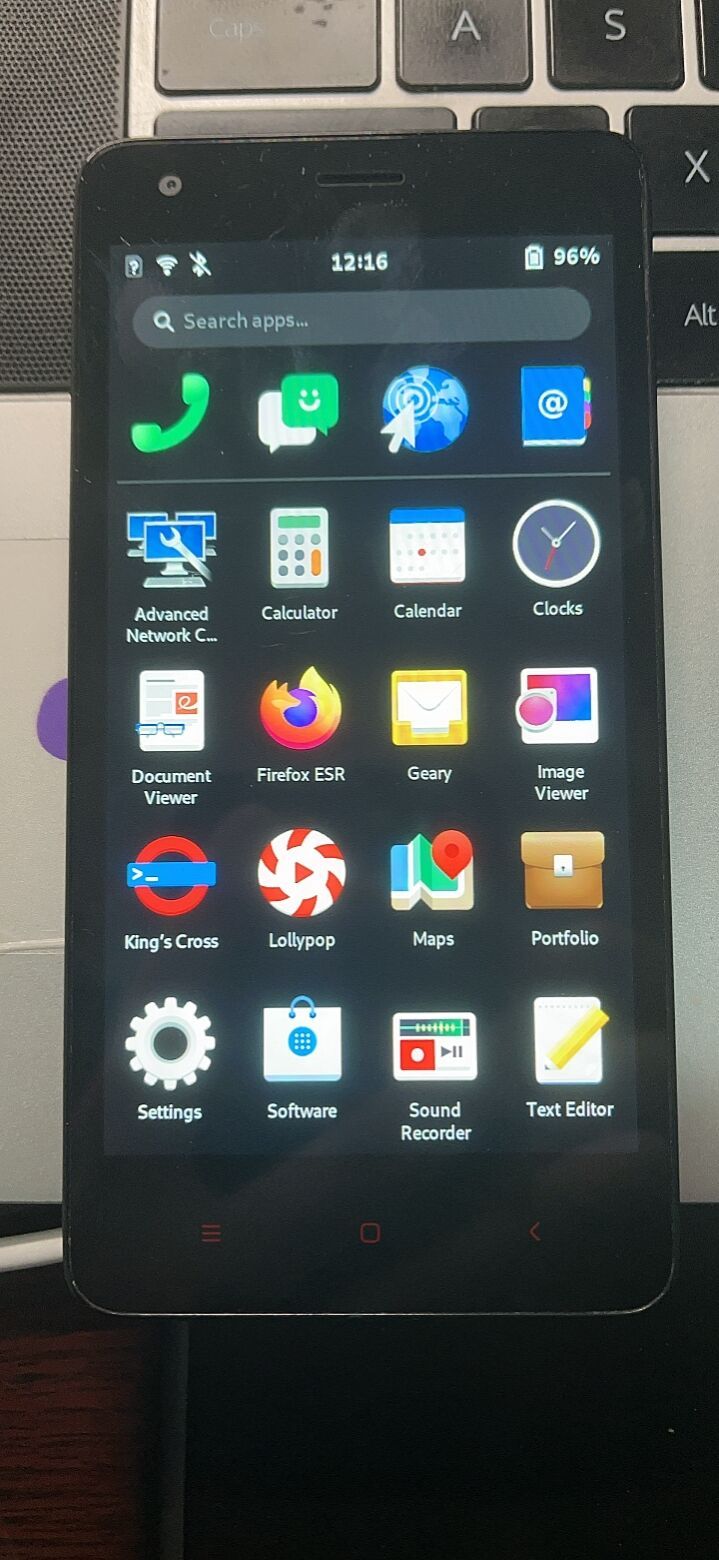 Caps
A
S
X
Alt
12:16
96%
Search apps...
@
Advanced
Network C...
Calculator
Calendar
Clocks
Document
Viewer
Firefox ESR
Geary
Image
Viewer
>_
King's Cross
Lollypop
Maps
Portfolio
Settings
Software
Sound
Recorder
Text Editor